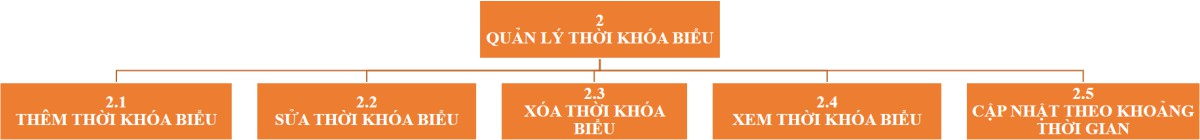 2
QUẢN LÝ THỜI KHÓA BIỂU
2.1
THÊM THỜI KHÓA BIỂU
2.2
SỬA THỜI KHÓA BIỂU
2.3
XÓA THỜI KHÓA
BIỂU
2.4
XEM THỜI KHÓA BIỂU
2.5
CẬP NHẬT THEO KHOẢNG
THỜI GIAN